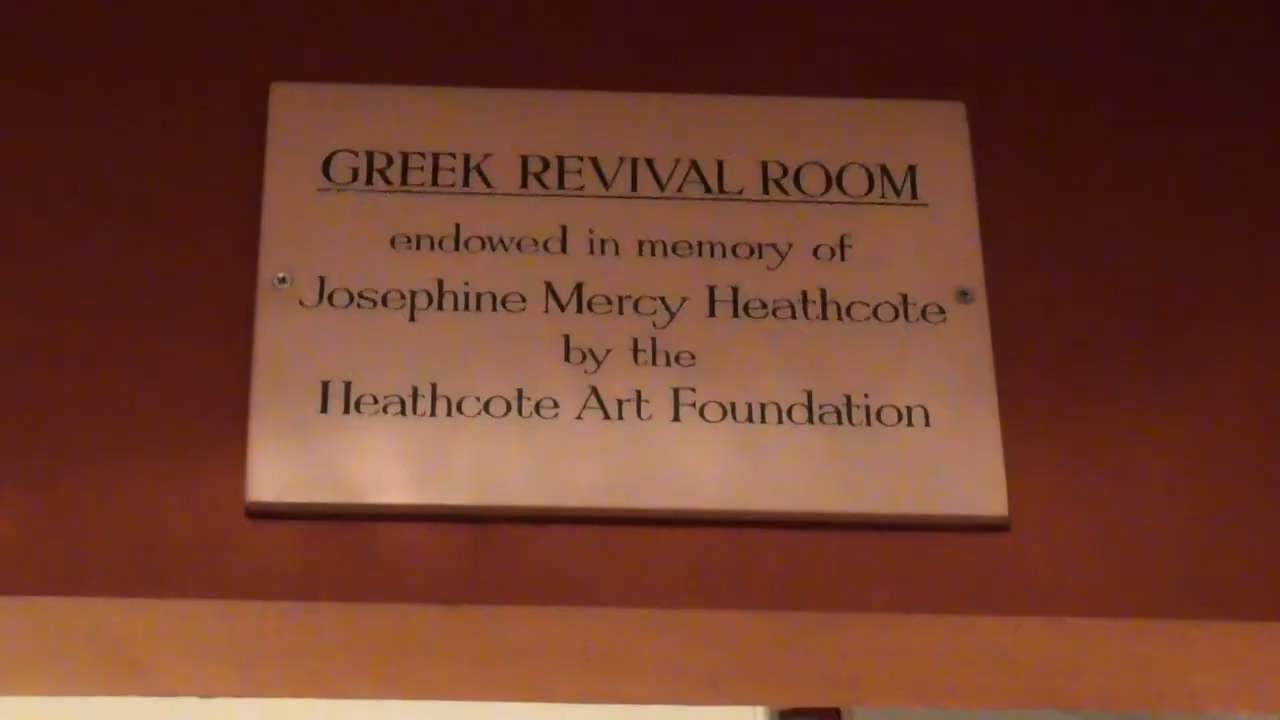 GREEK REVIVAL ROOM
endowed in memory of
Josephine Mercy Heathcote
by the
Heathcote Art Foundation